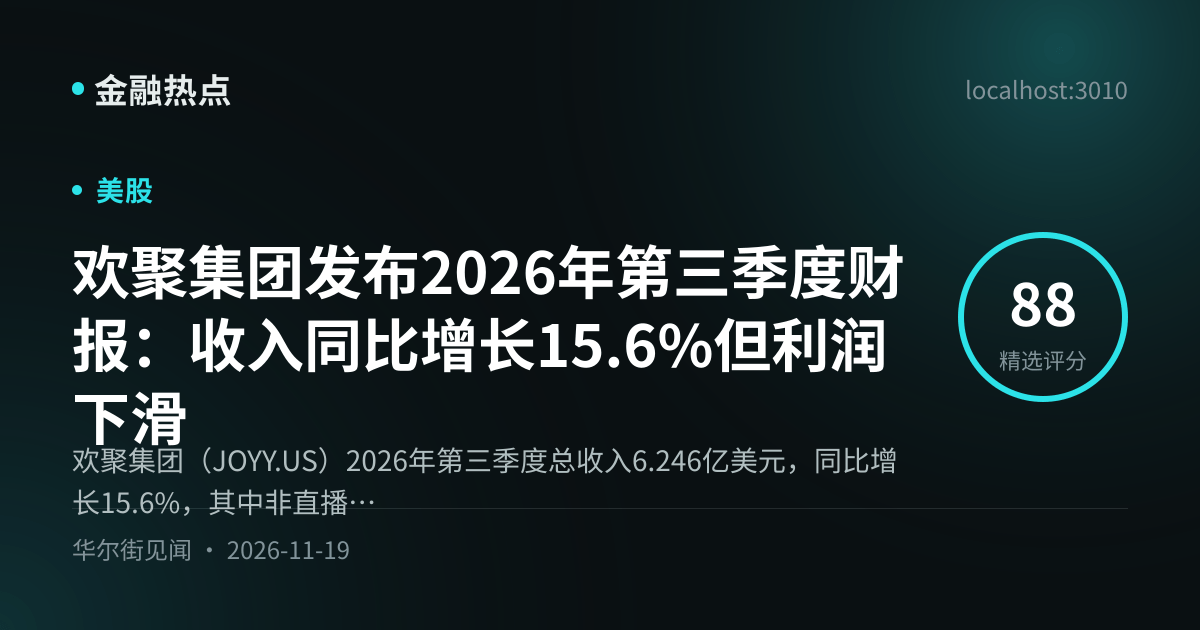 金融热点
localhost:3010
美股
欢聚集团发布2026年第三季度财
报：收入同比增长15.6%但利润
下滑
88
精选评分
欢聚集团（JOYY.US）2026年第三季度总收入6.246亿美元，同比增
长15.6%，其中非直播…
华尔街见闻 · 2026-11-19